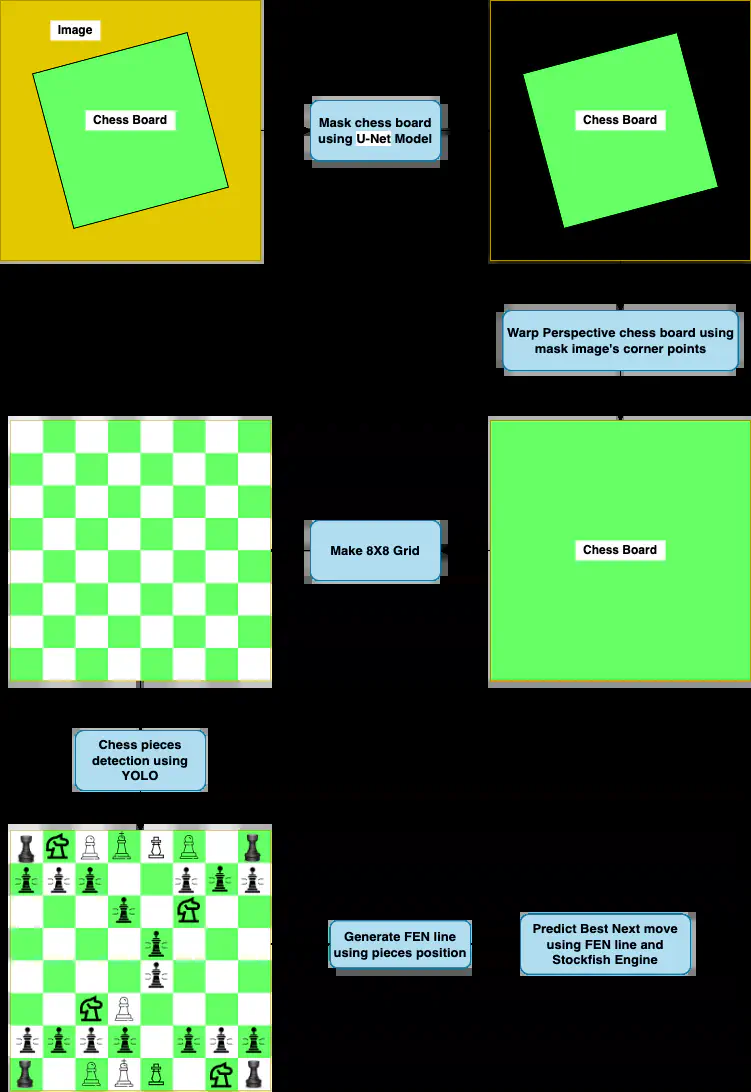 Image
Chess Board
Mask chess board
using U-Net Model
Chess Board
Warp Perspective chess board using
mask image's corner points
Chess Board
Make 8X8 Grid
Chess pieces
detection using
YOLO
Generate FEN line
using pieces position
Predict Best Next move
using FEN line and
Stockfish Engine